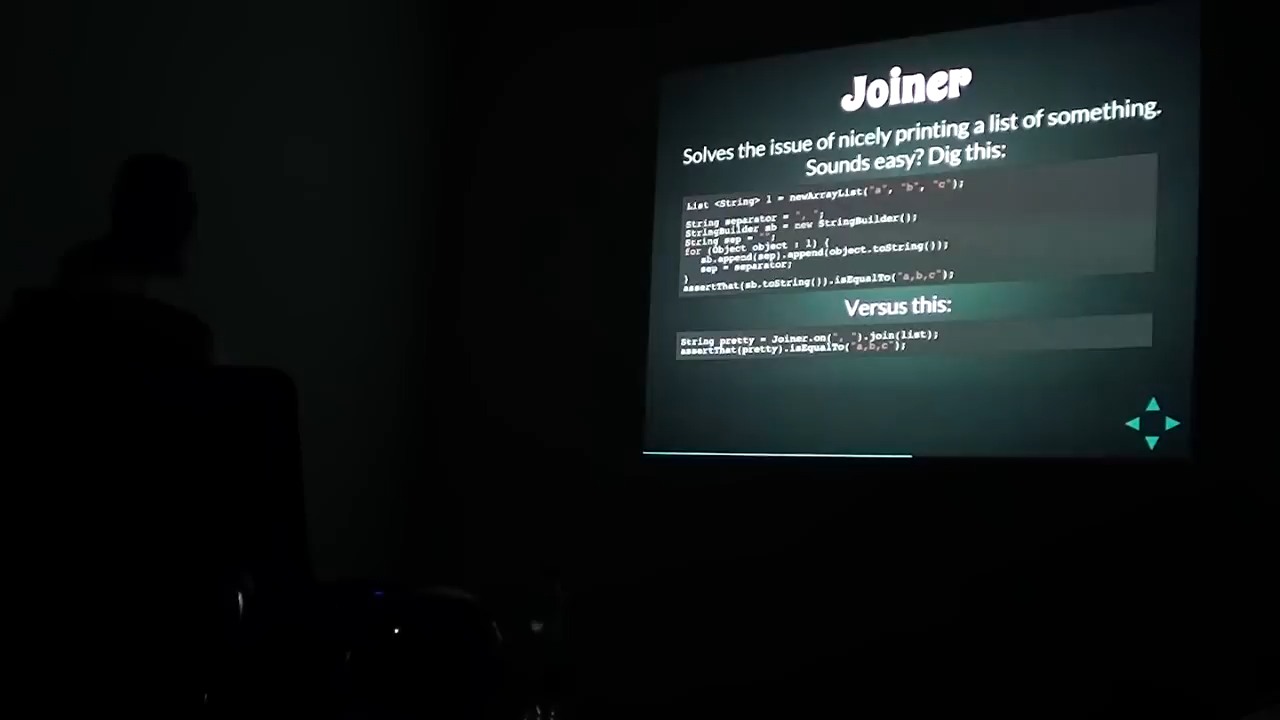 Joiner
Solves the issue of nicely printing a list of something.
Sounds easy? Dig this:
List <String> l = newArrayList("a", "b", "c");
String separator = ", ";
StringBuilder sb = new StringBuilder();
String sep = "";
for (Object object : l) {
sb.append(sep).append(object.toString());
sep = separator;
}
assertThat(sb.toString()).isEqualTo("a,b,c");
Versus this:
String pretty = Joiner.on(", ").join(list);
assertThat(pretty).isEqualTo("a,b,c");